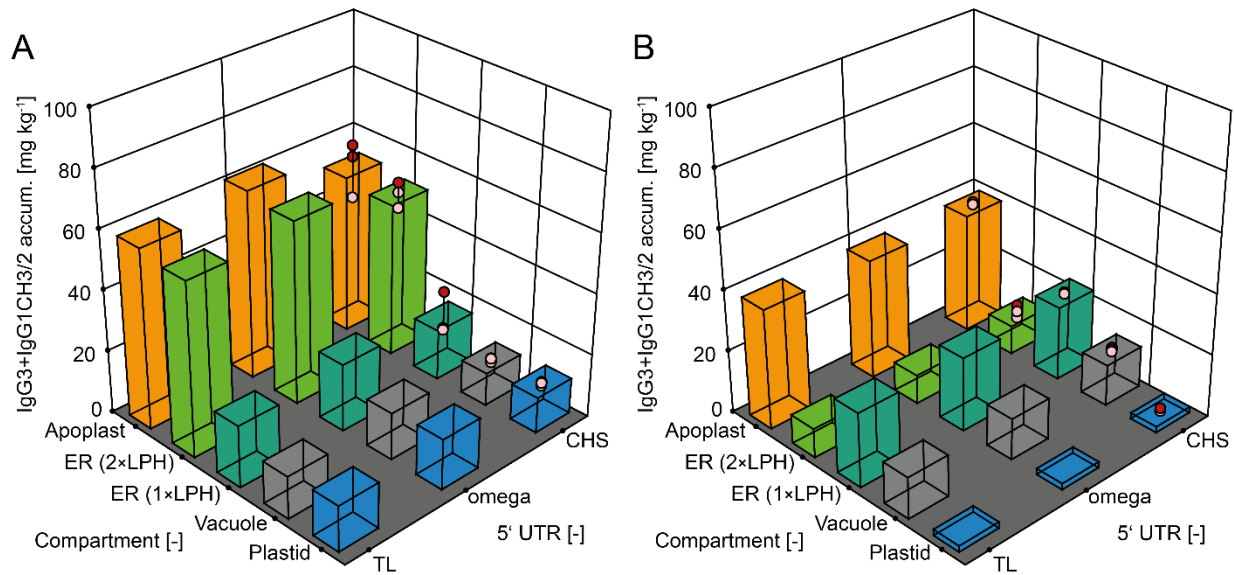 A
IgG3+IgG1CH3/2 accum. [mg kg⁻¹]
100
80
60
40
20
0
Apoplast
ER (2×LPH)
ER (1×LPH)
Vacuole
Plastid
Compartment [-]
TL
omega
CHS
5‘ UTR [-]
B
IgG3+IgG1CH3/2 accum. [mg kg⁻¹]
100
80
60
40
20
0
Apoplast
ER (2×LPH)
ER (1×LPH)
Vacuole
Plastid
Compartment [-]
TL
omega
CHS
5‘ UTR [-]